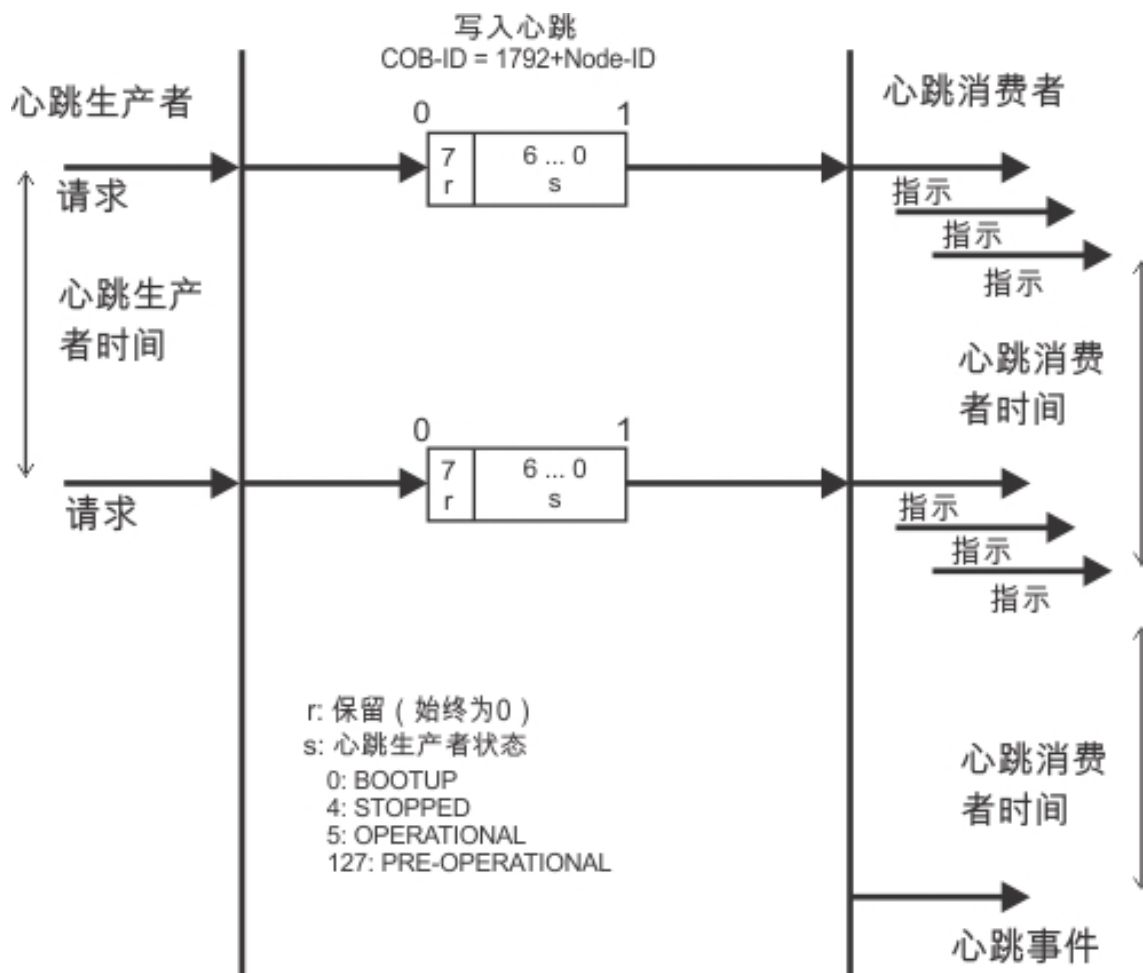 写入心跳
COB-ID = 1792+Node-ID
心跳生产者
心跳消费者
0 1
7 6 ... 0
r s
请求
指示
指示
指示
心跳生产
者时间
心跳消费
者时间
0 1
7 6 ... 0
r s
请求
指示
指示
指示
r: 保留（始终为0）
s: 心跳生产者状态
0: BOOTUP
4: STOPPED
5: OPERATIONAL
127: PRE-OPERATIONAL
心跳消费
者时间
心跳事件